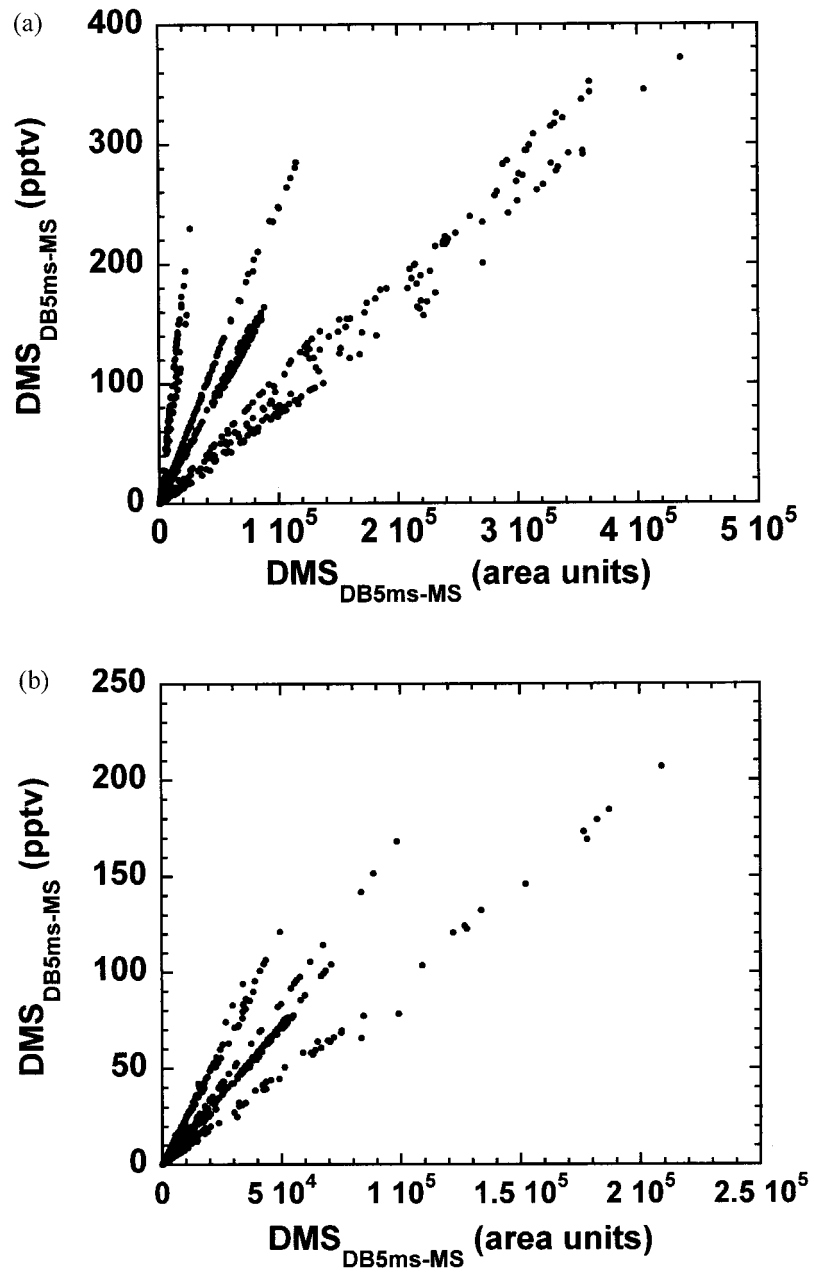 (a)
400
300
200
100
0
DMS_DB5ms-MS (pptv)
0 1 10^5 2 10^5 3 10^5 4 10^5 5 10^5
DMS_DB5ms-MS (area units)
(b)
250
200
150
100
50
0
DMS_DB5ms-MS (pptv)
0 5 10^4 1 10^5 1.5 10^5 2 10^5 2.5 10^5
DMS_DB5ms-MS (area units)